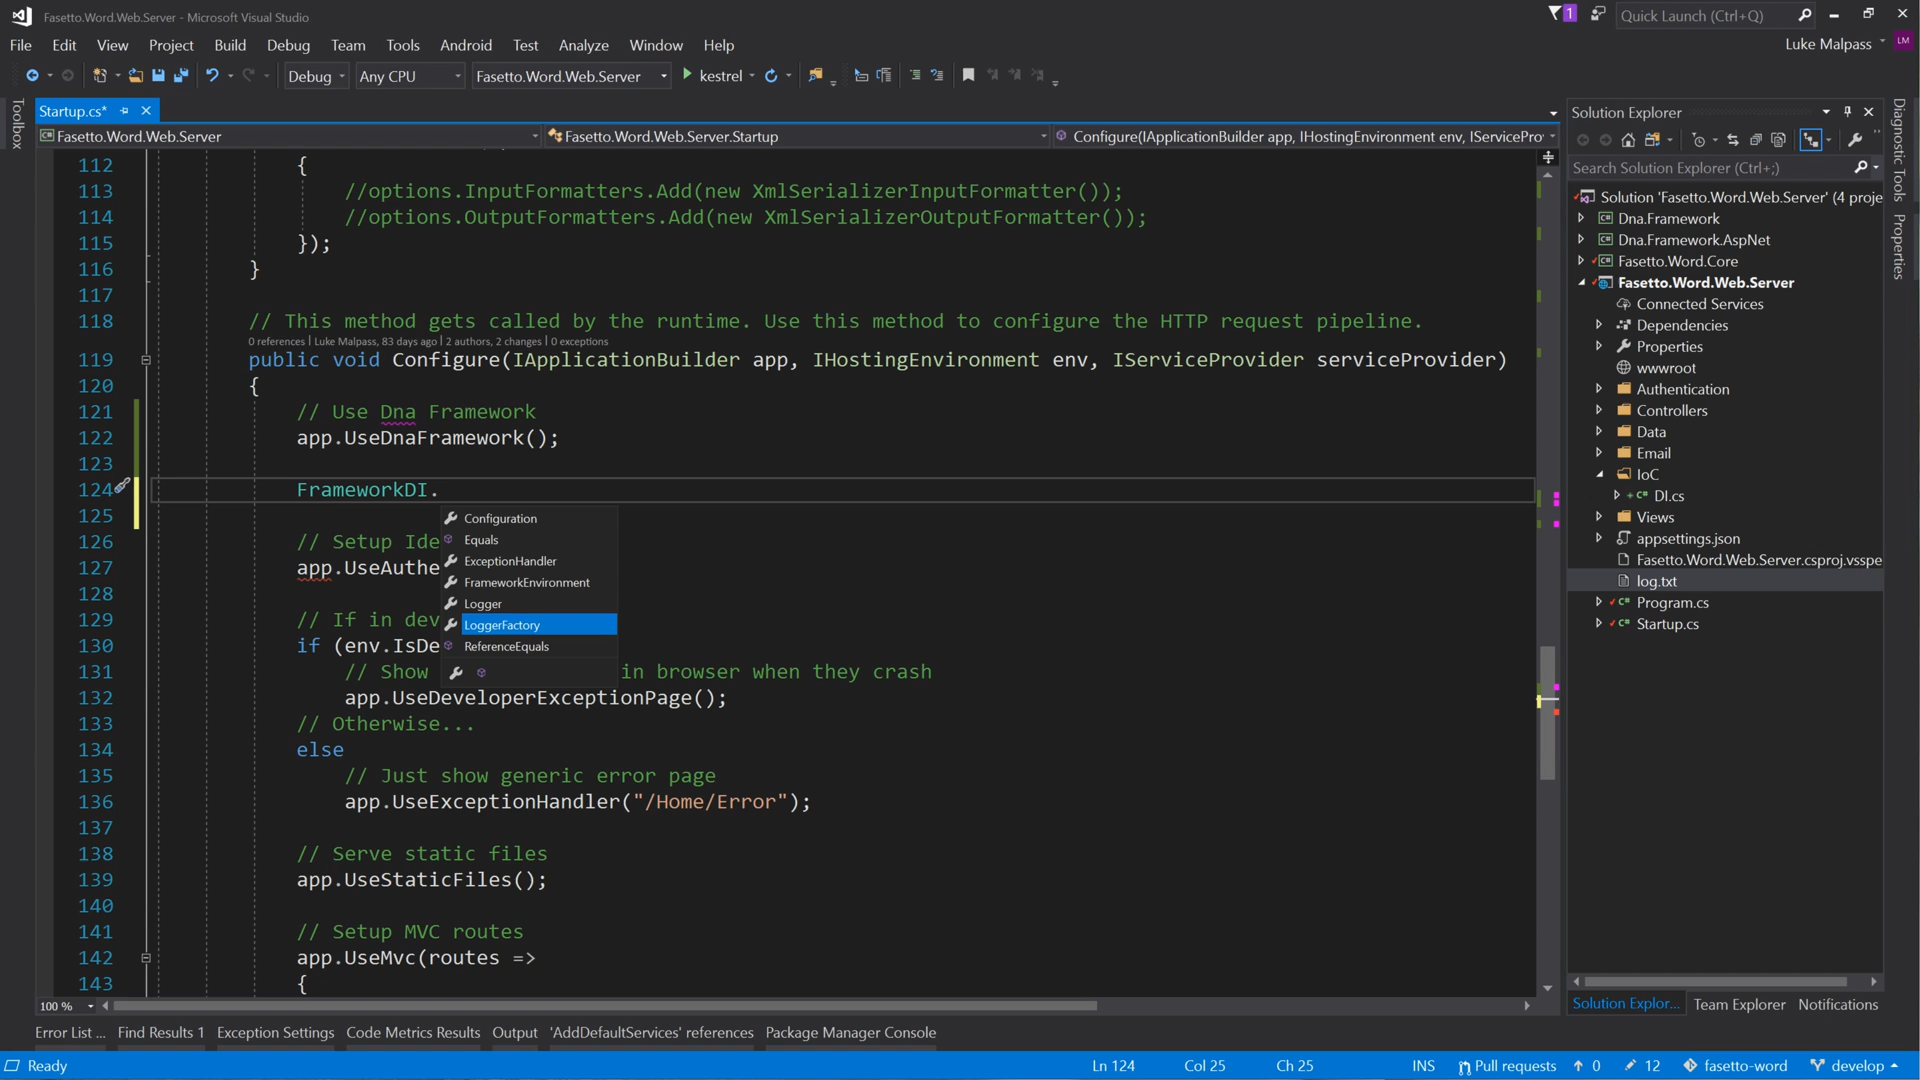 Fasetto.Word.Web.Server - Microsoft Visual Studio
1
Quick Launch (Ctrl+Q)
File Edit View Project Build Debug Team Tools Android Test Analyze Window Help
Luke Malpass
LM
Debug
Any CPU
Fasetto.Word.Web.Server
kestrel
Toolbox
Startup.cs*
Fasetto.Word.Web.Server
Fasetto.Word.Web.Server.Startup
Configure(IApplicationBuilder app, IHostingEnvironment env, IServicePro
112 {
113 //options.InputFormatters.Add(new XmlSerializerInputFormatter());
114 //options.OutputFormatters.Add(new XmlSerializerOutputFormatter());
115 });
116 }
117
118 // This method gets called by the runtime. Use this method to configure the HTTP request pipeline.
0 references | Luke Malpass, 83 days ago | 2 authors, 2 changes | 0 exceptions
119 public void Configure(IApplicationBuilder app, IHostingEnvironment env, IServiceProvider serviceProvider)
120 {
121 // Use Dna Framework
122 app.UseDnaFramework();
123
124 FrameworkDI.
125
126 // Setup Ide
127 app.UseAuthe
128
129 // If in dev
130 if (env.IsDe
131 // Show in browser when they crash
132 app.UseDeveloperExceptionPage();
133 // Otherwise...
134 else
135 // Just show generic error page
136 app.UseExceptionHandler("/Home/Error");
137
138 // Serve static files
139 app.UseStaticFiles();
140
141 // Setup MVC routes
142 app.UseMvc(routes =>
143 {
Configuration
Equals
ExceptionHandler
FrameworkEnvironment
Logger
LoggerFactory
ReferenceEquals
100 %
Solution Explorer
Search Solution Explorer (Ctrl+;)
Solution 'Fasetto.Word.Web.Server' (4 proje
Dna.Framework
Dna.Framework.AspNet
Fasetto.Word.Core
Fasetto.Word.Web.Server
Connected Services
Dependencies
Properties
wwwroot
Authentication
Controllers
Data
Email
IoC
DI.cs
Views
appsettings.json
Fasetto.Word.Web.Server.csproj.vsspe
log.txt
Program.cs
Startup.cs
Solution Explor...
Team Explorer
Notifications
Diagnostic Tools
Properties
Error List ...
Find Results 1
Exception Settings
Code Metrics Results
Output
'AddDefaultServices' references
Package Manager Console
Ready
Ln 124
Col 25
Ch 25
INS
Pull requests
0
12
fasetto-word
develop